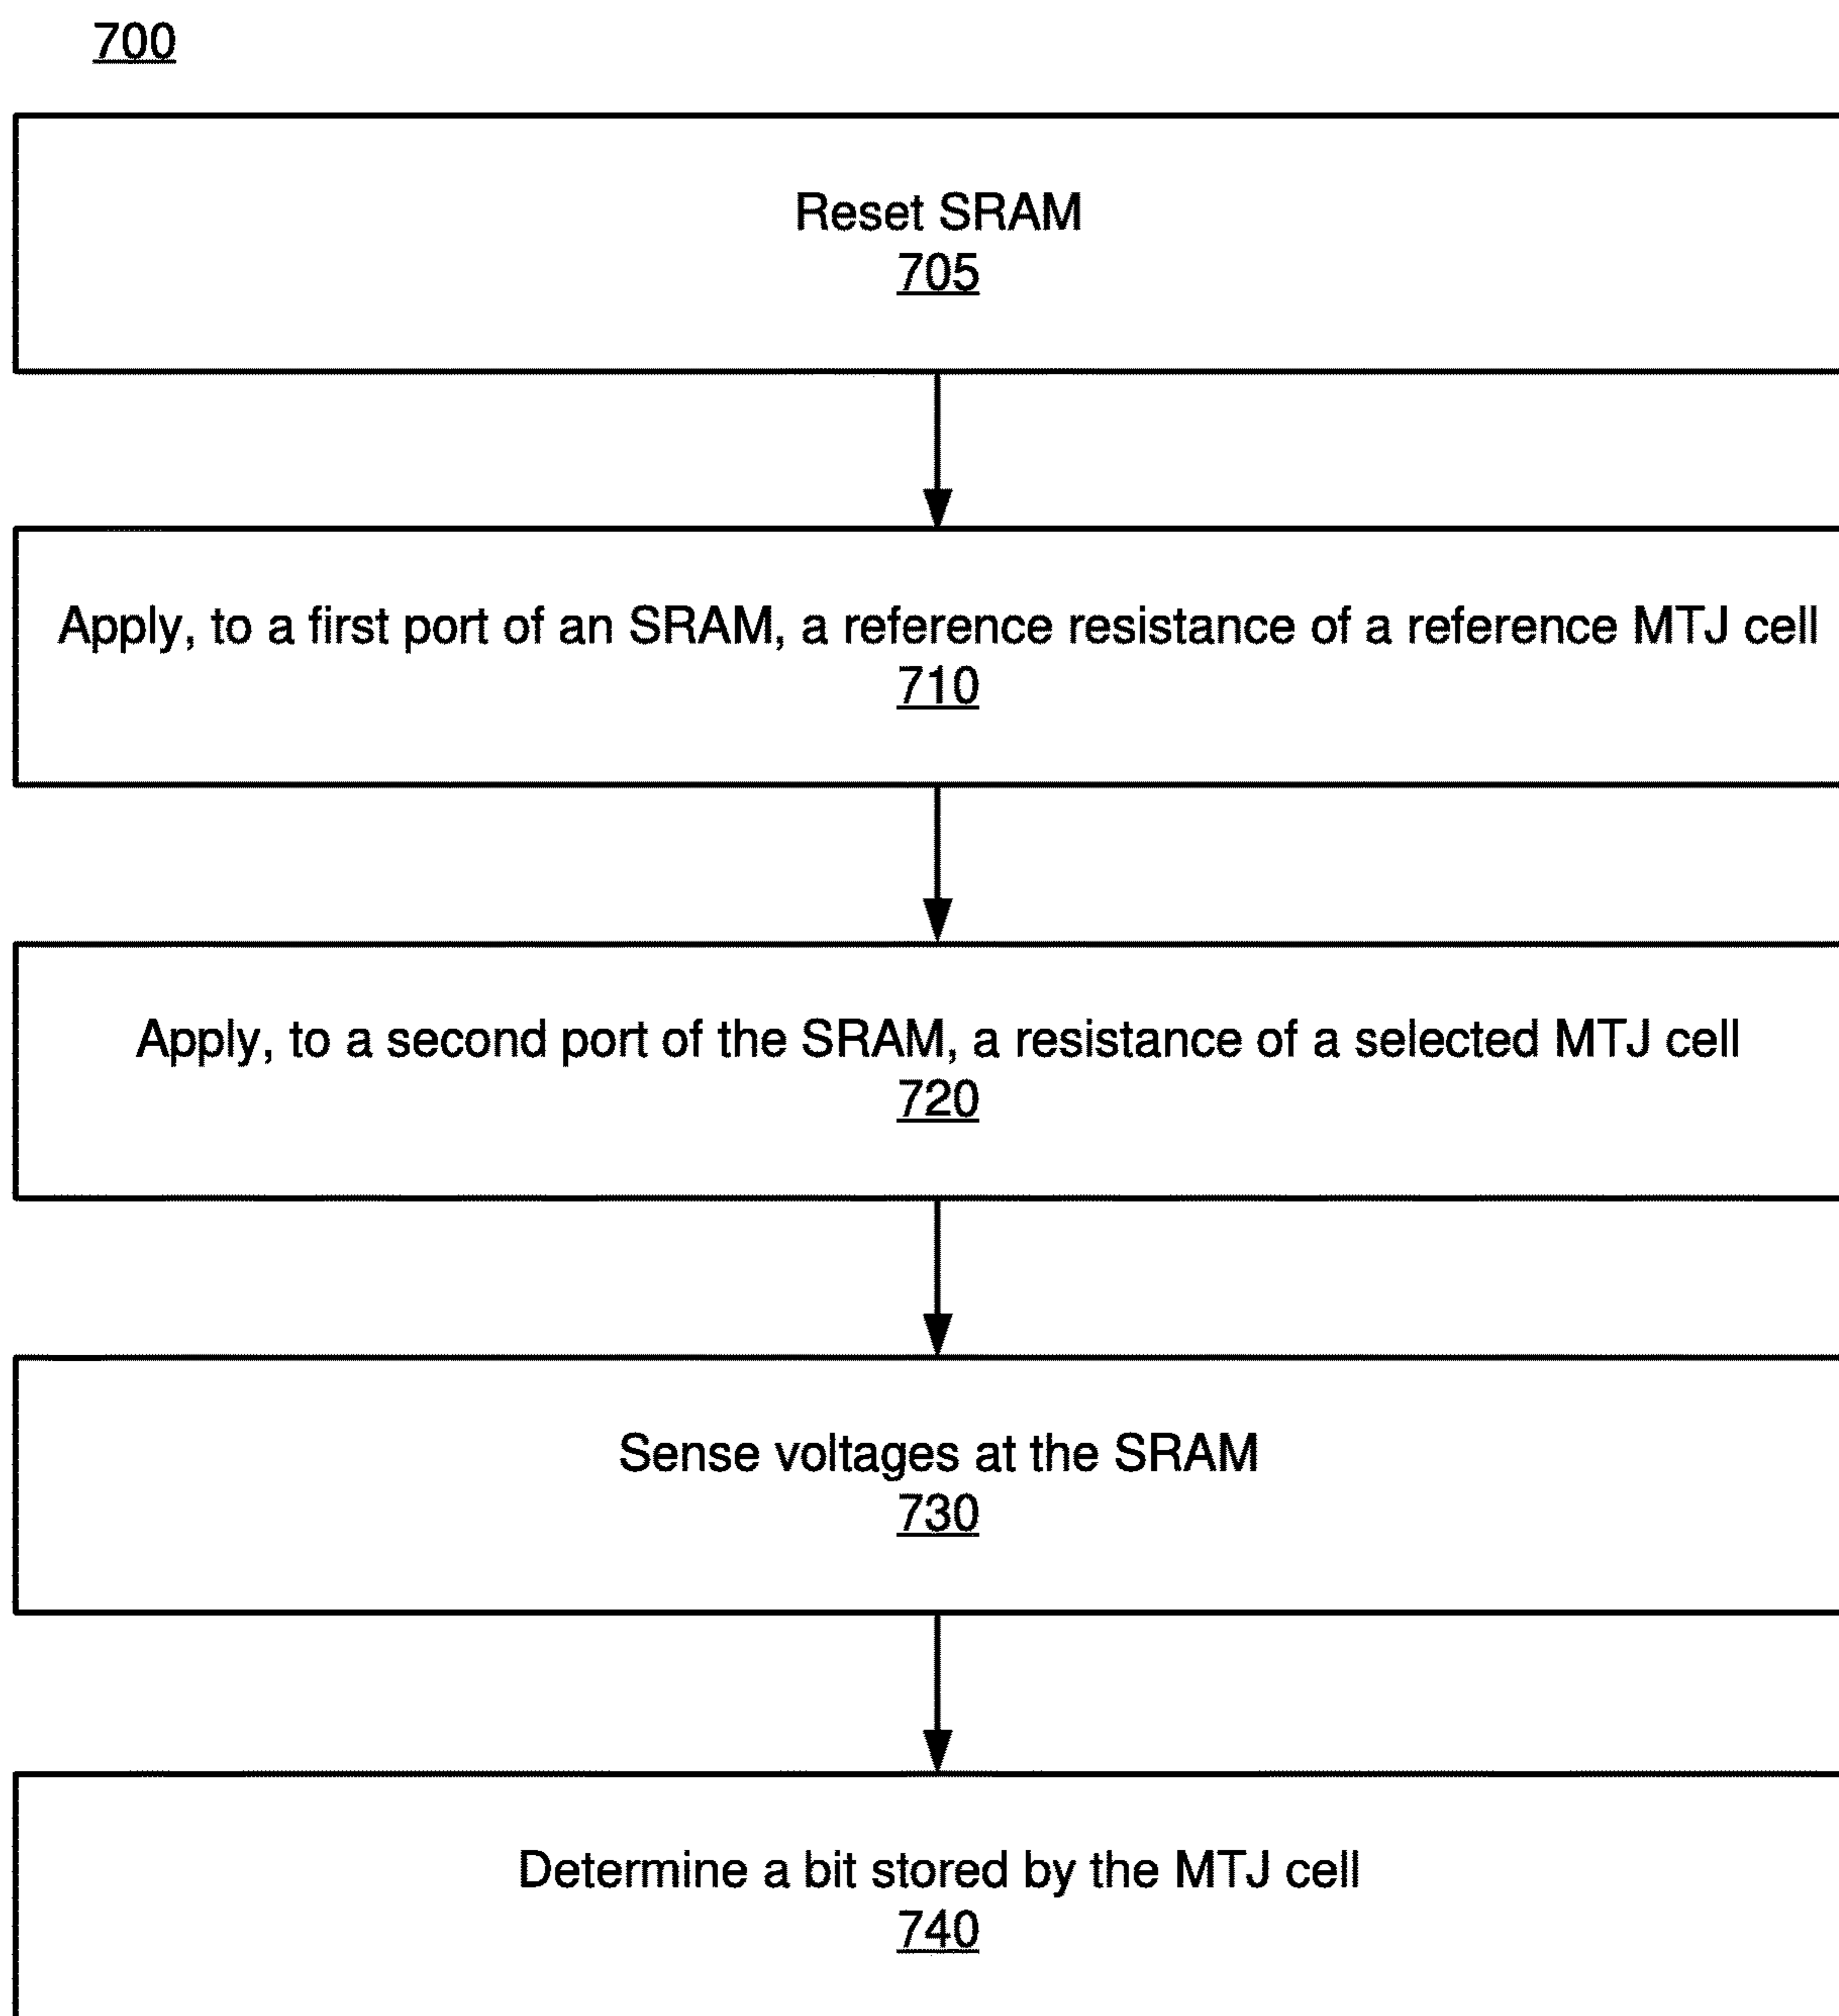 700
Reset SRAM
705
Apply, to a first port of an SRAM, a reference resistance of a reference MTJ cell
710
Apply, to a second port of the SRAM, a resistance of a selected MTJ cell
720
Sense voltages at the SRAM
730
Determine a bit stored by the MTJ cell
740